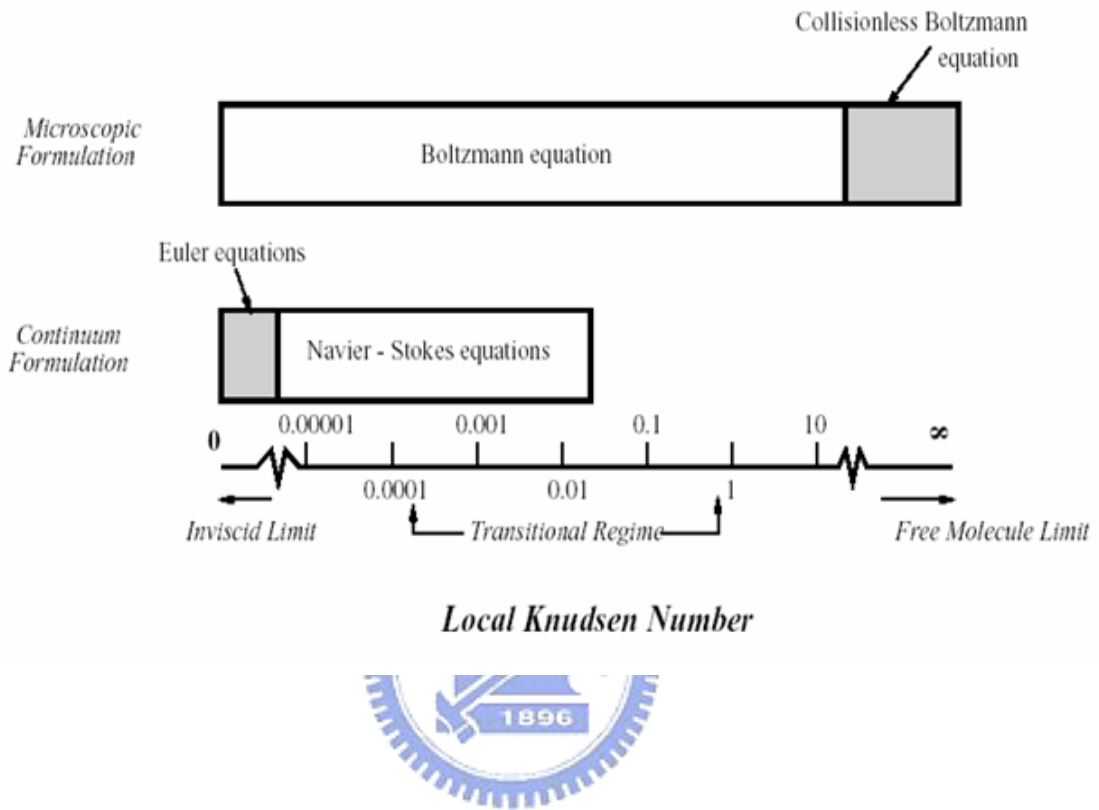 Collisionless Boltzmann
equation
Microscopic
Formulation
Boltzmann equation
Euler equations
Continuum
Formulation
Navier - Stokes equations
0 0.00001 0.001 0.1 10 ∞
0.0001 0.01 1
Inviscid Limit Transitional Regime Free Molecule Limit
Local Knudsen Number
1896